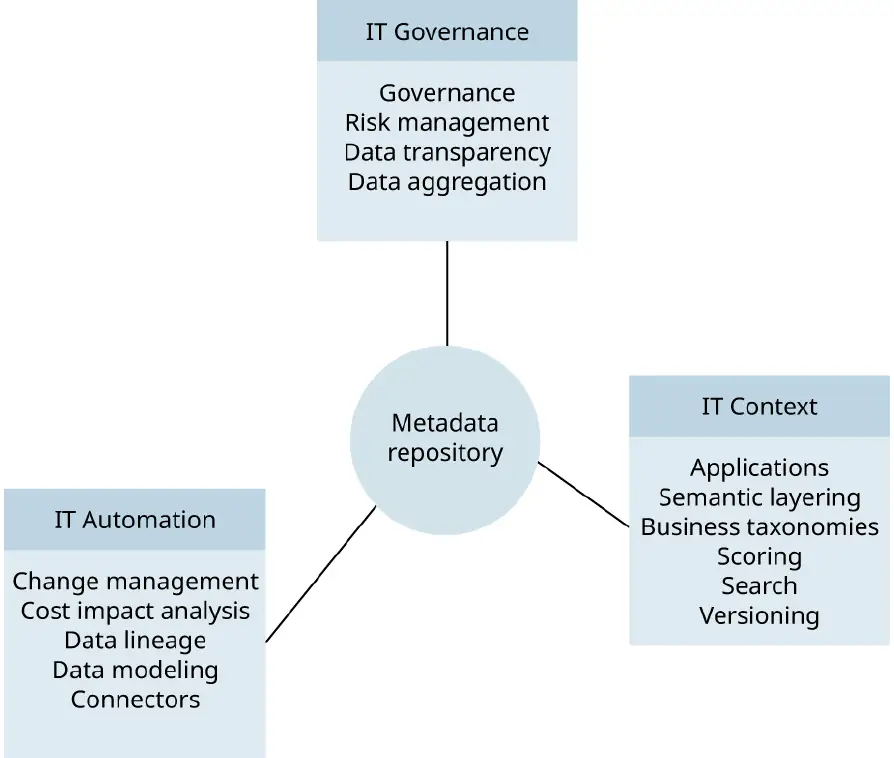 IT Governance
Governance
Risk management
Data transparency
Data aggregation
Metadata
repository
IT Context
Applications
Semantic layering
Business taxonomies
Scoring
Search
Versioning
IT Automation
Change management
Cost impact analysis
Data lineage
Data modeling
Connectors